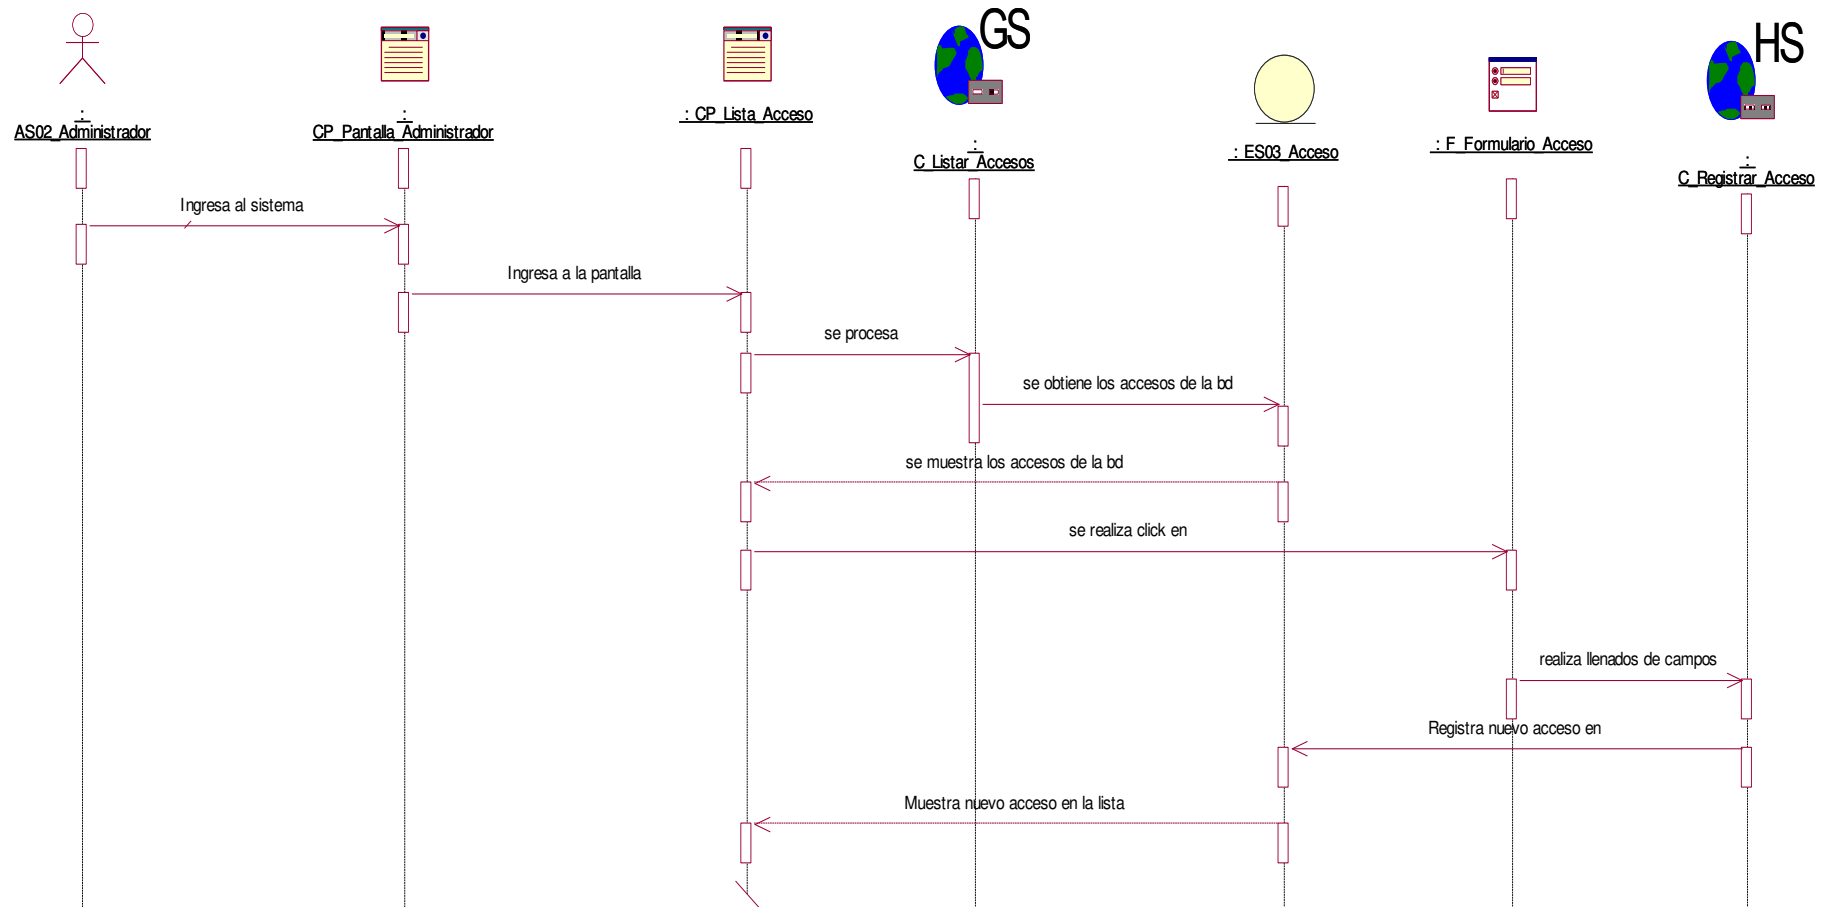 GS
HS
:
AS02_Administrador
:
CP_Pantalla_Administrador
: CP_Lista_Acceso
:
C_Listar_Accesos
: ES03_Acceso
: F_Formulario_Acceso
:
C_Registrar_Acceso
Ingresa al sistema
Ingresa a la pantalla
se procesa
se obtiene los accesos de la bd
se muestra los accesos de la bd
se realiza click en
realiza llenados de campos
Registra nuevo acceso en
Muestra nuevo acceso en la lista